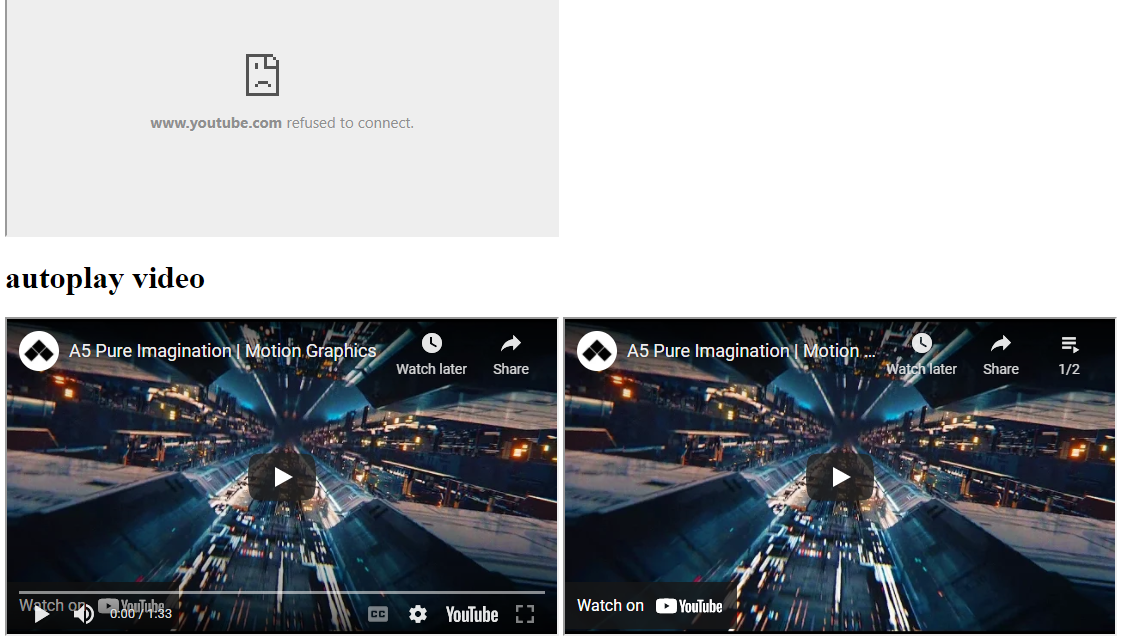 www.youtube.com refused to connect.
autoplay video
A5 Pure Imagination | Motion Graphics
Watch later
Share
A5 Pure Imagination | Motion ...
Watch later
Share
1/2
Watch on YouTube
0:00 / 1:33
CC
YouTube
Watch on YouTube